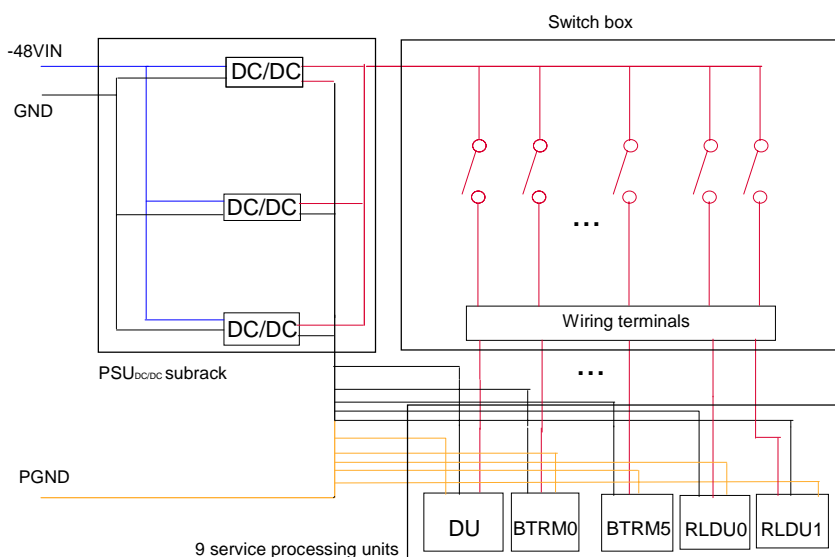 Switch box
-48VIN
GND
DC/DC
DC/DC
DC/DC
...
Wiring terminals
PSUDC/DC subrack
...
PGND
DU
BTRM0
BTRM5
RLDU0
RLDU1
9 service processing units